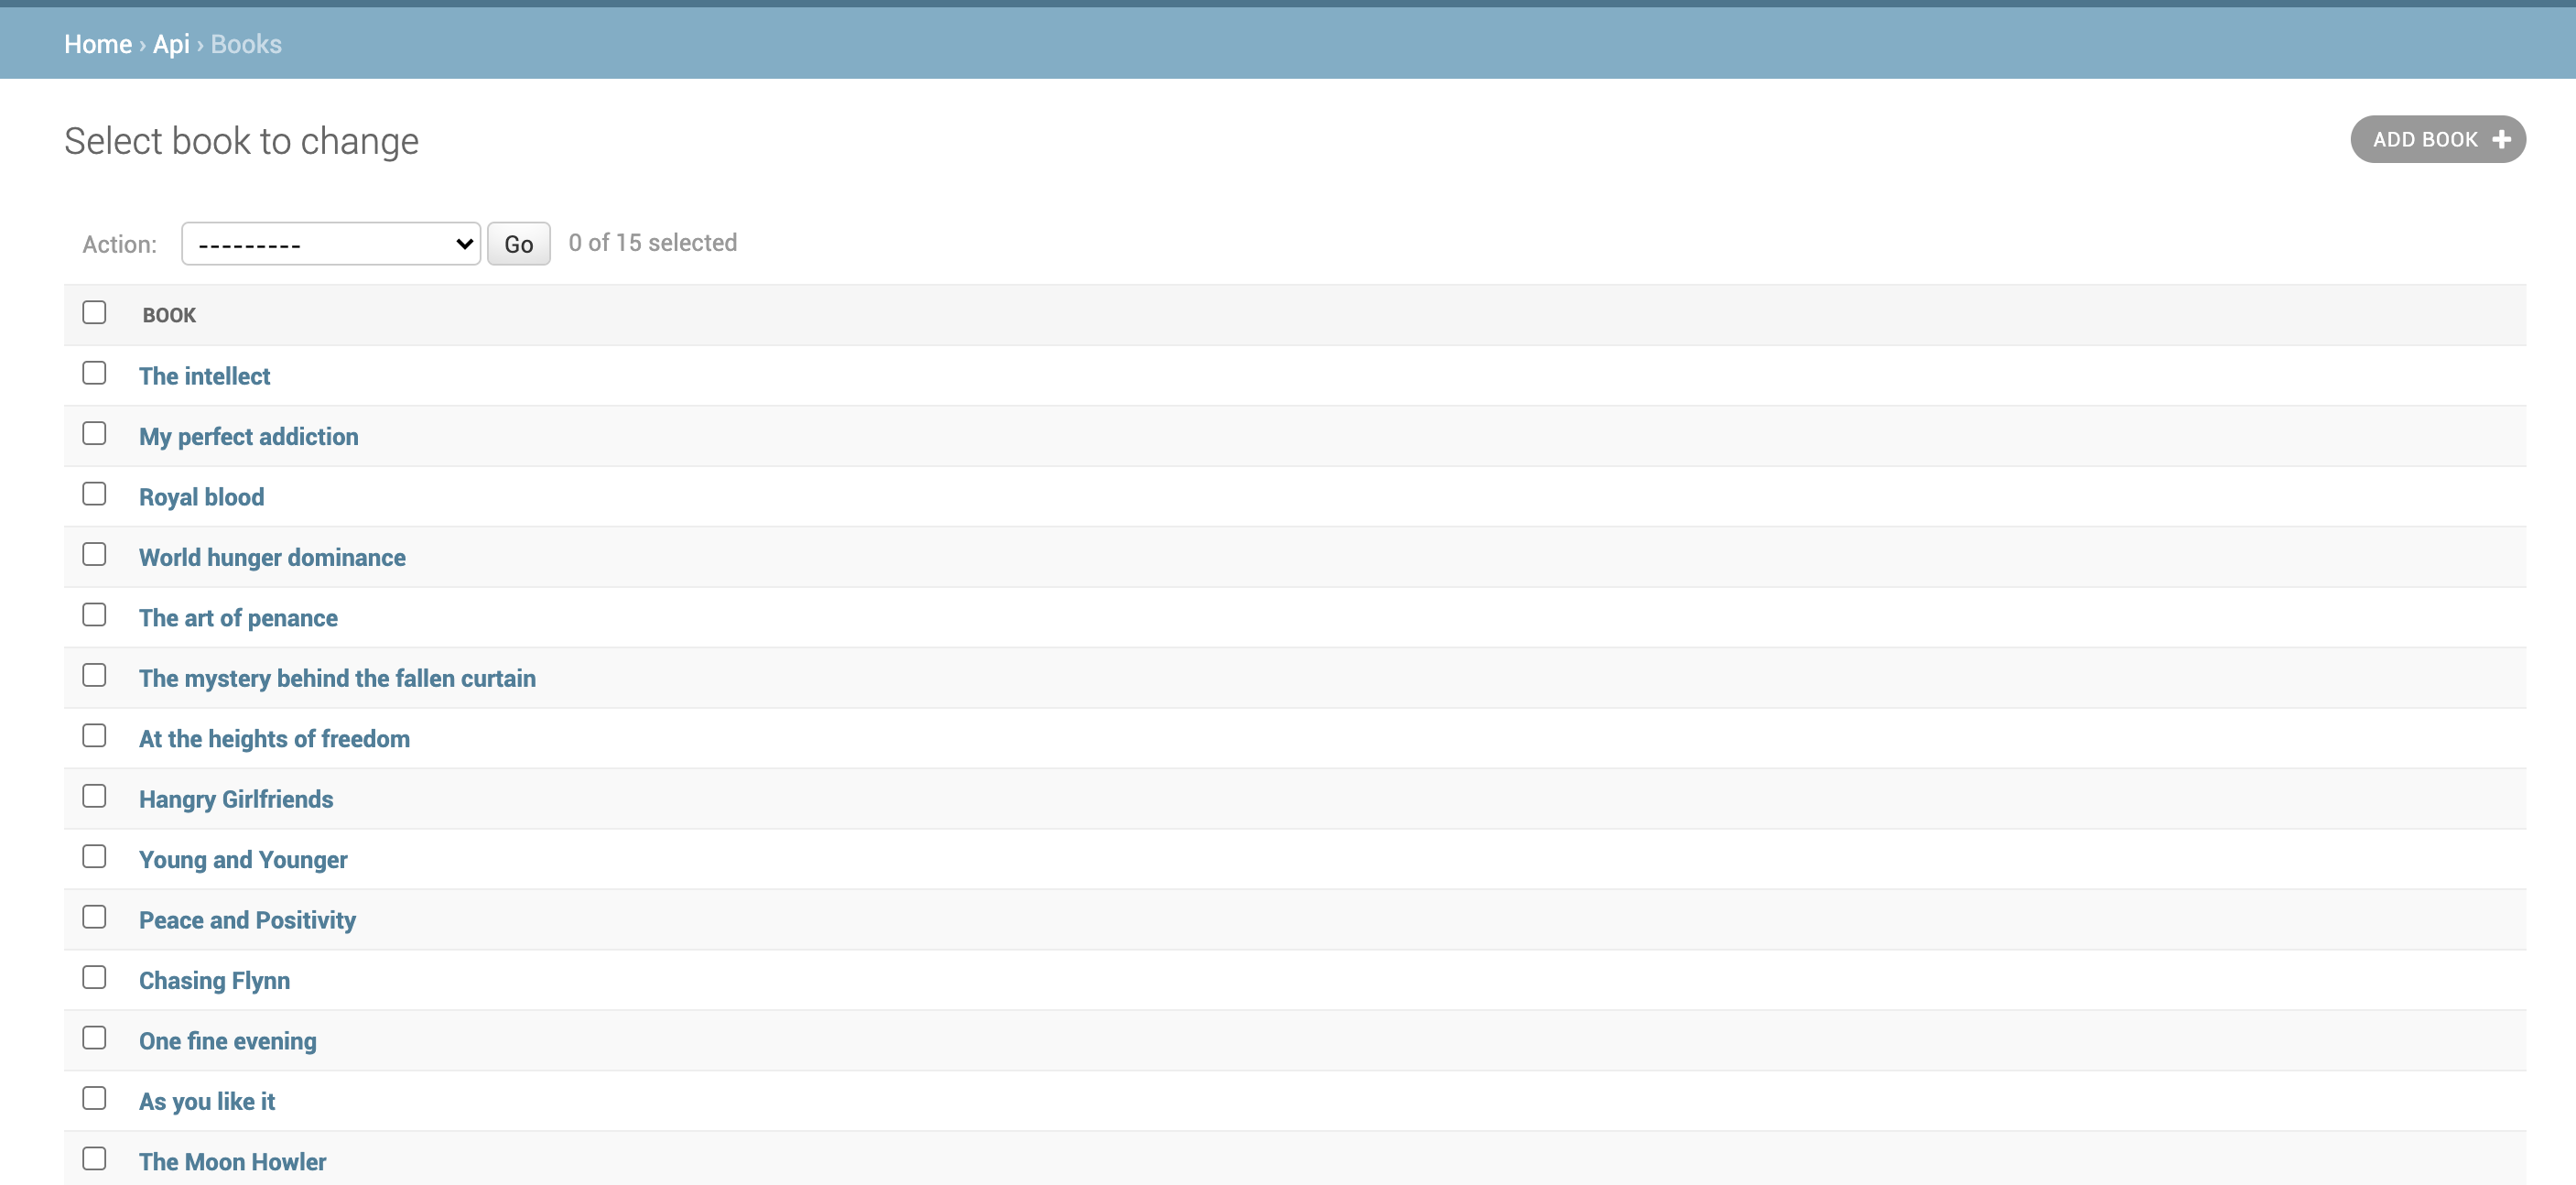 Home › Api › Books
Select book to change
ADD BOOK +
Action: --------- Go 0 of 15 selected
BOOK
The intellect
My perfect addiction
Royal blood
World hunger dominance
The art of penance
The mystery behind the fallen curtain
At the heights of freedom
Hangry Girlfriends
Young and Younger
Peace and Positivity
Chasing Flynn
One fine evening
As you like it
The Moon Howler